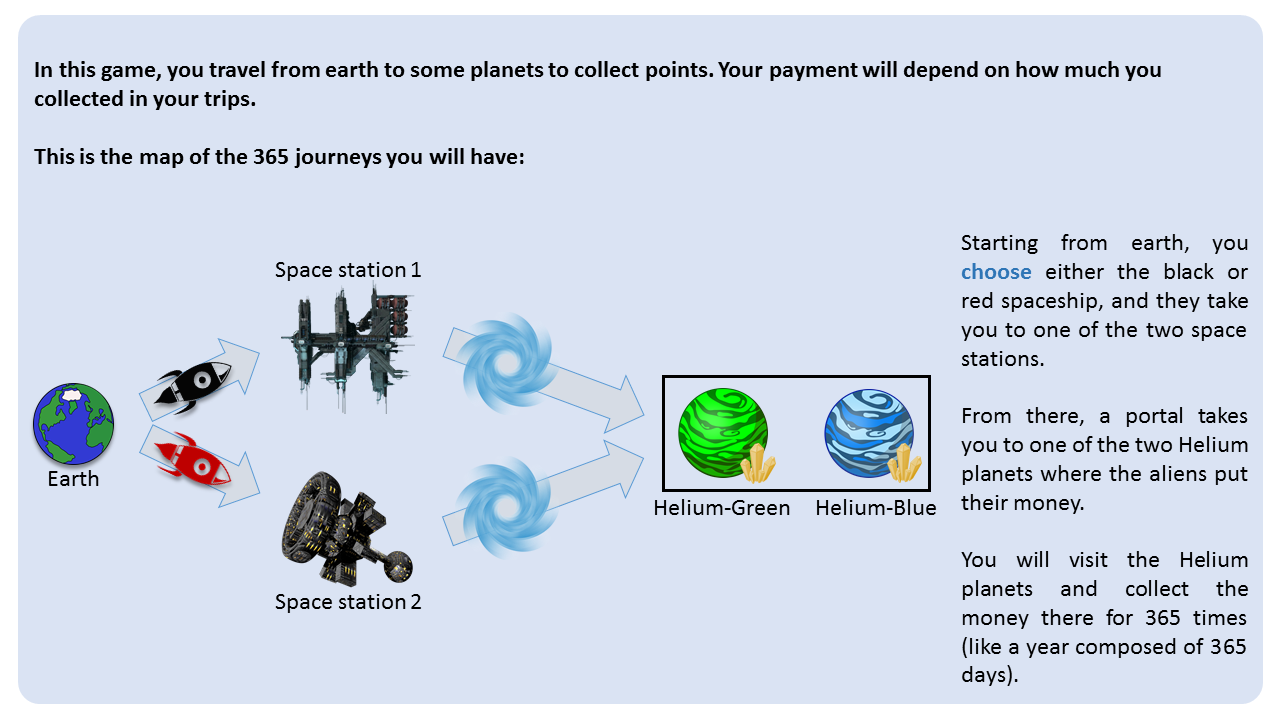 In this game, you travel from earth to some planets to collect points. Your payment will depend on how much you
collected in your trips.
This is the map of the 365 journeys you will have:
Space station 1
Earth
Space station 2
Helium-Green
Helium-Blue
Starting from earth, you
choose either the black or
red spaceship, and they take
you to one of the two space
stations.
From there, a portal takes
you to one of the two Helium
planets where the aliens put
their money.
You will visit the Helium
planets and collect the
money there for 365 times
(like a year composed of 365
days).